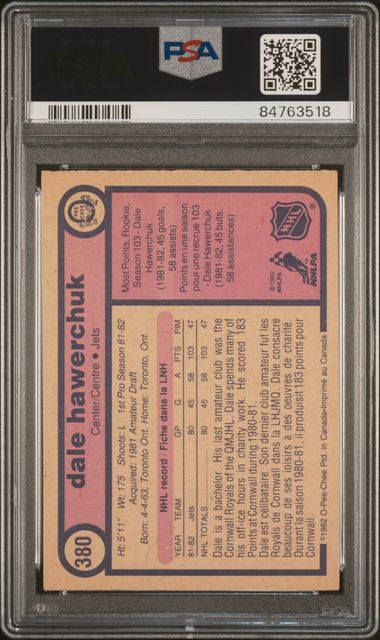 PSA
84763518
380
dale hawerchuk
Center/Centre • Jets
Ht: 5'11" Wt: 175 Shoots: L 1st Pro Season 81-82
Acquired: 1981 Amateur Draft
Born: 4-4-63, Toronto Ont. Home: Toronto, Ont.
NHL record / Fiche dans la LNH
YEAR TEAM GP G A PTS PIM
81-82 Jets 80 45 58 103 47
NHL TOTALS 80 45 58 103 47
Dale is a bachelor. His last amateur club was the
Cornwall Royals of the QMJHL. Dale spends many of
his office hours in charity work. He scored 183
Points at Cornwall during 1980-81.
Dale est célibataire. Son dernier club amateur fut les
Royals de Cornwall dans la LHJMQ. Dale consacre
beaucoup de ses loisirs à des oeuvres de charité
Durant la saison 1980-81, il produisit 183 points pour
Cornwall.
©1982 O-Pee-Chee Ptd. in Canada-Imprimé au Canada
O-PEE-CHEE
Most Points, Rookie,
Season 103 - Dale
Hawerchuk
(1981-82, 45 goals,
58 assists)
Points en une saison
pour une recrue 103
- Dale Hawerchuk
(1981-82, 45 buts,
58 assistances)
NHL
®
©1982
NHLPA
NHLPA